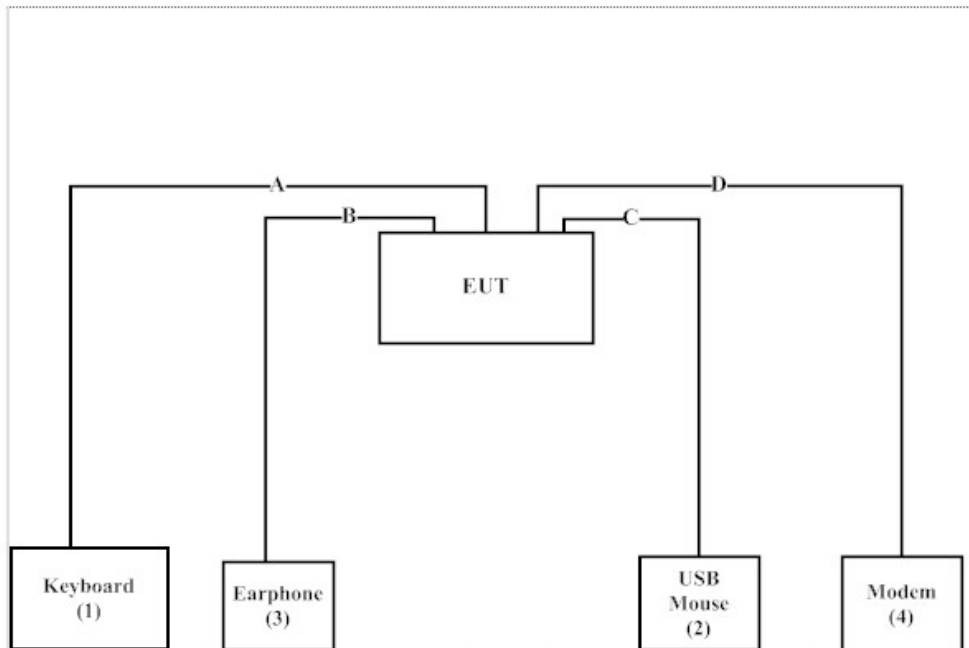 A
D
B
C
EUT
Keyboard
(1)
Earphone
(3)
USB
Mouse
(2)
Modem
(4)